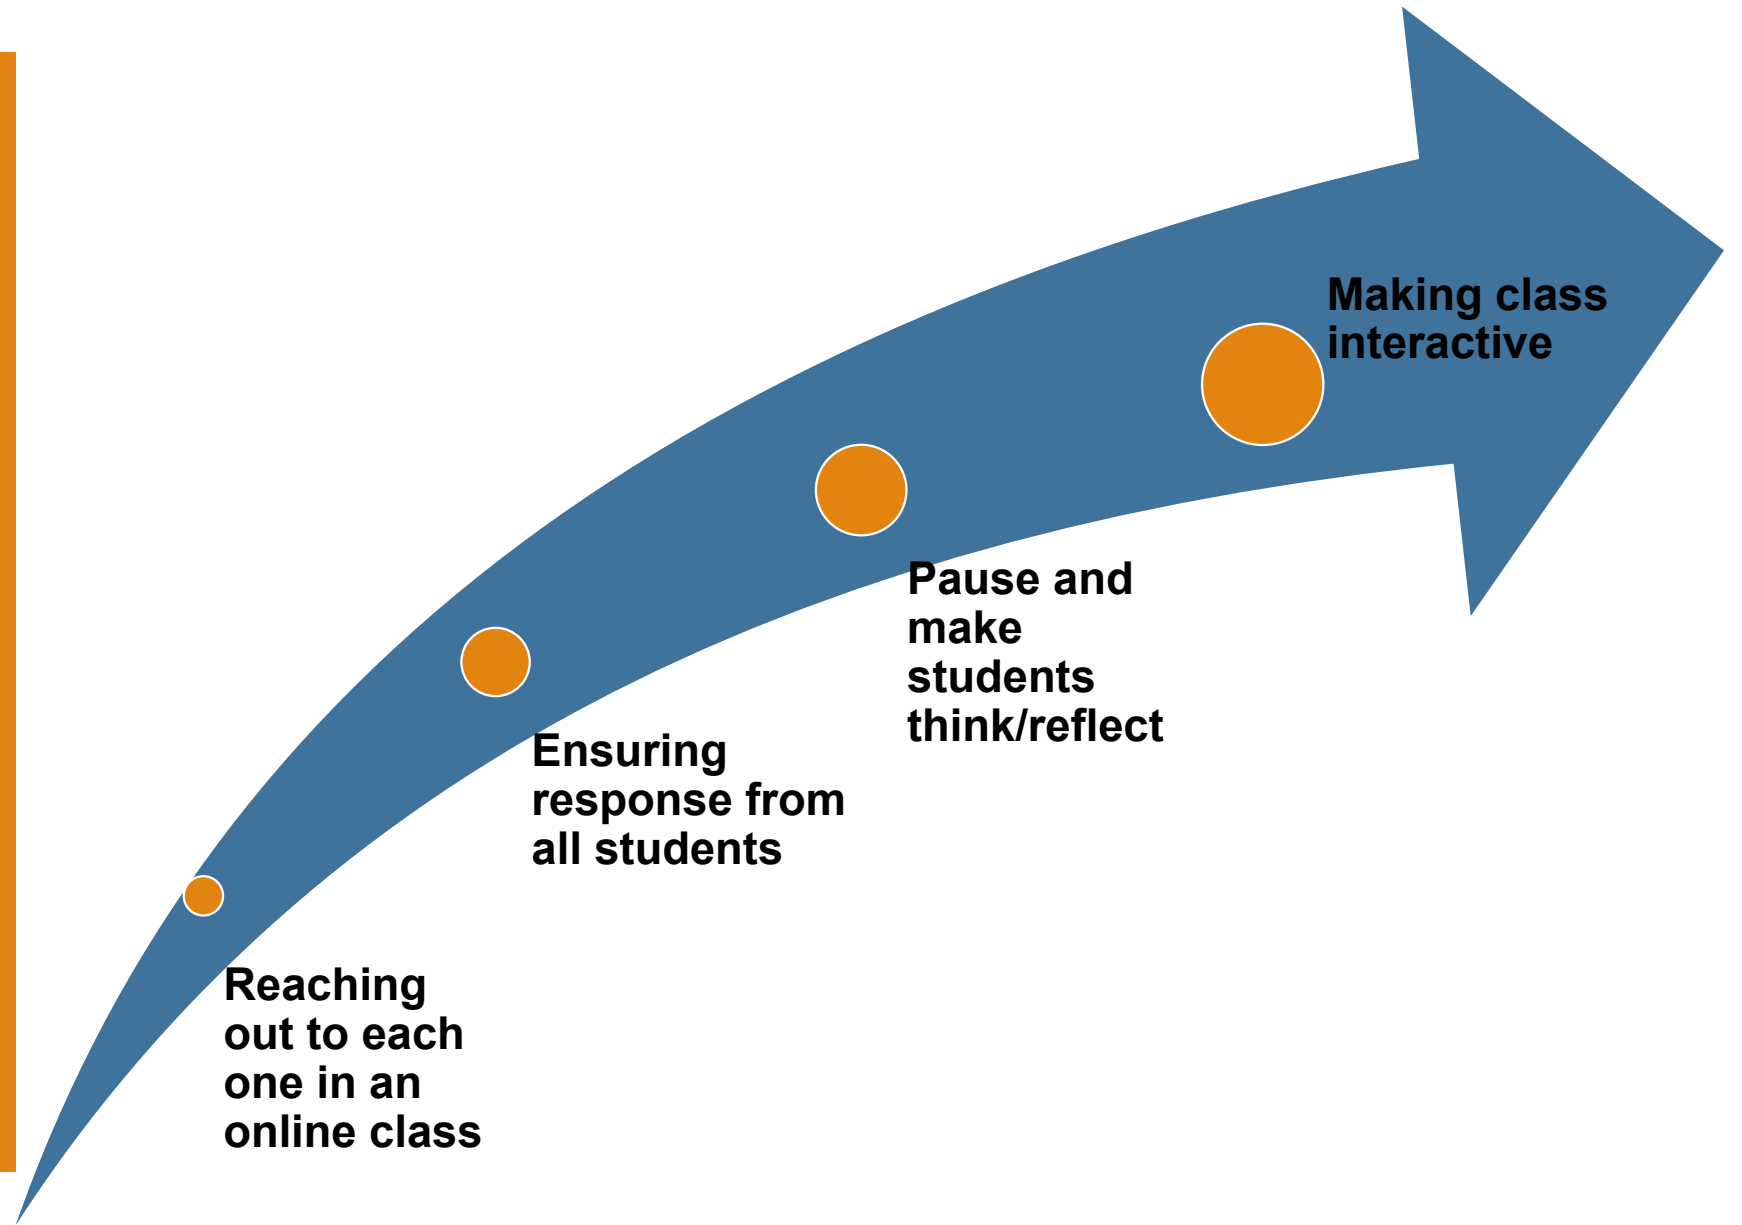 Making class
interactive
Pause and
make
students
think/reflect
Ensuring
response from
all students
Reaching
out to each
one in an
online class